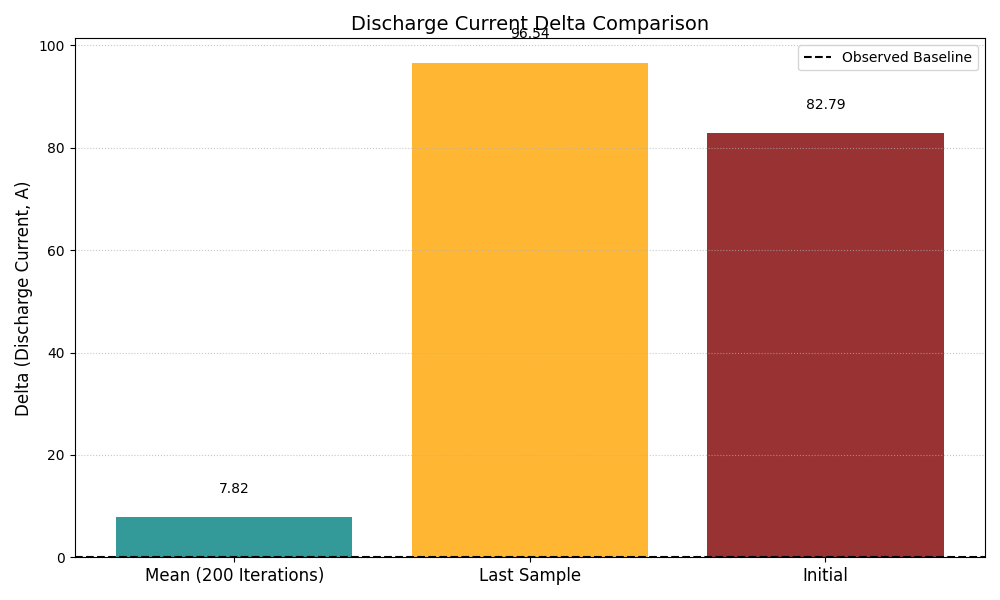 Discharge Current Delta Comparison
96.54
100
Observed Baseline
82.79
80
60
Delta (Discharge Current, A)
40
20
7.82
0
Mean (200 Iterations)
Last Sample
Initial